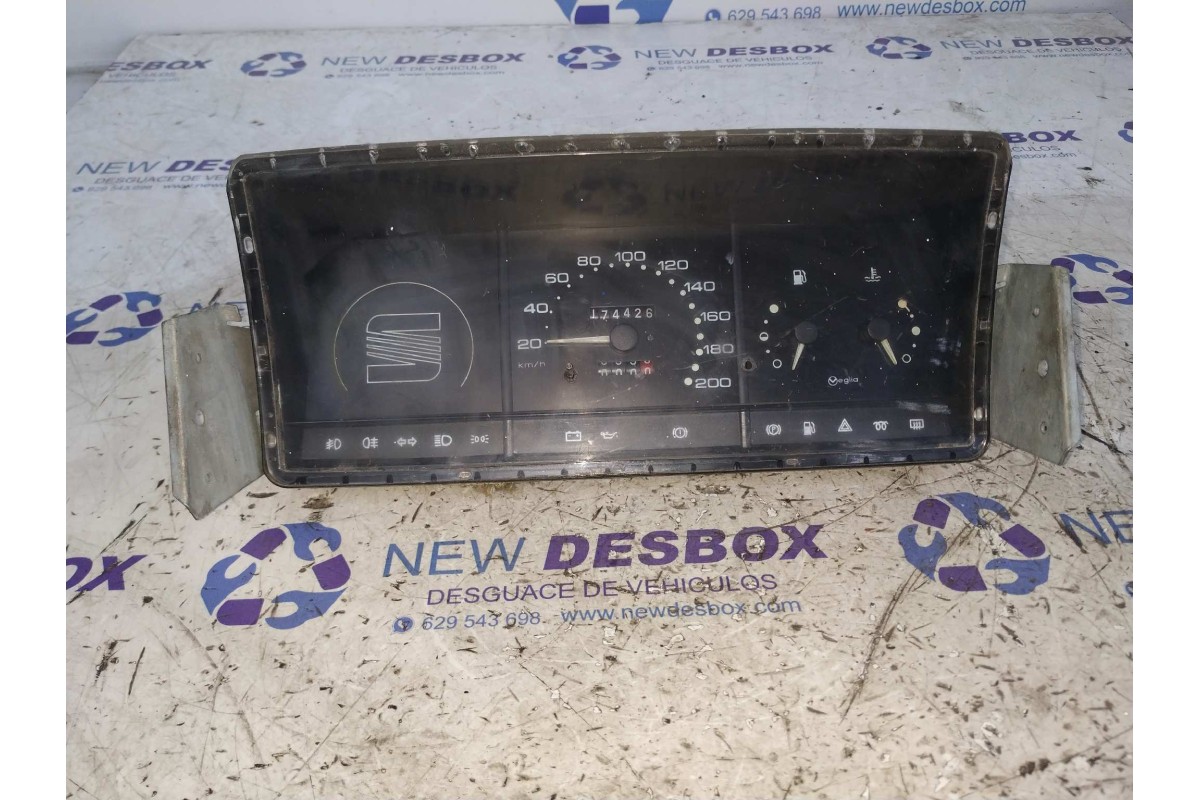 629 543 698 www.newdesbox.com
NEW DESBOX
DESGUACE DE VEHICULOS
NEW DESBOX
DESGUACE DE VEHICULOS
NEW
20
40
60
80
100
120
140
160
180
200
km/h
174426
Veglia
NEW DESBOX
DESGUACE DE VEHICULOS
629 543 698. www.newdesbox.com